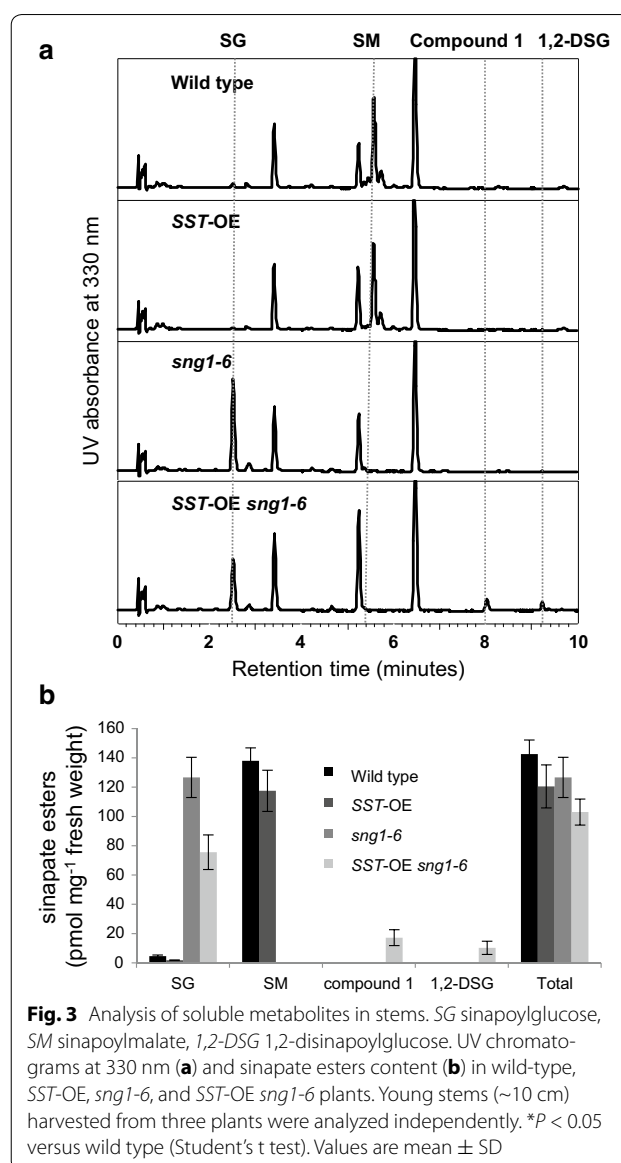 a
SG SM Compound 1 1,2-DSG
Wild type
SST-OE
sng1-6
SST-OE sng1-6
UV absorbance at 330 nm
0 2 4 6 8 10
Retention time (minutes)
b
160
140
120
100
80
60
40
20
0
sinapate esters
(pmol mg⁻¹ fresh weight)
Wild type
SST-OE
sng1-6
SST-OE sng1-6
SG SM compound 1 1,2-DSG Total
Fig. 3 Analysis of soluble metabolites in stems. SG sinapoylglucose,
SM sinapoylmalate, 1,2-DSG 1,2-disinapoylglucose. UV chromato-
grams at 330 nm (a) and sinapate esters content (b) in wild-type,
SST-OE, sng1-6, and SST-OE sng1-6 plants. Young stems (~10 cm)
harvested from three plants were analyzed independently. *P < 0.05
versus wild type (Student's t test). Values are mean ± SD